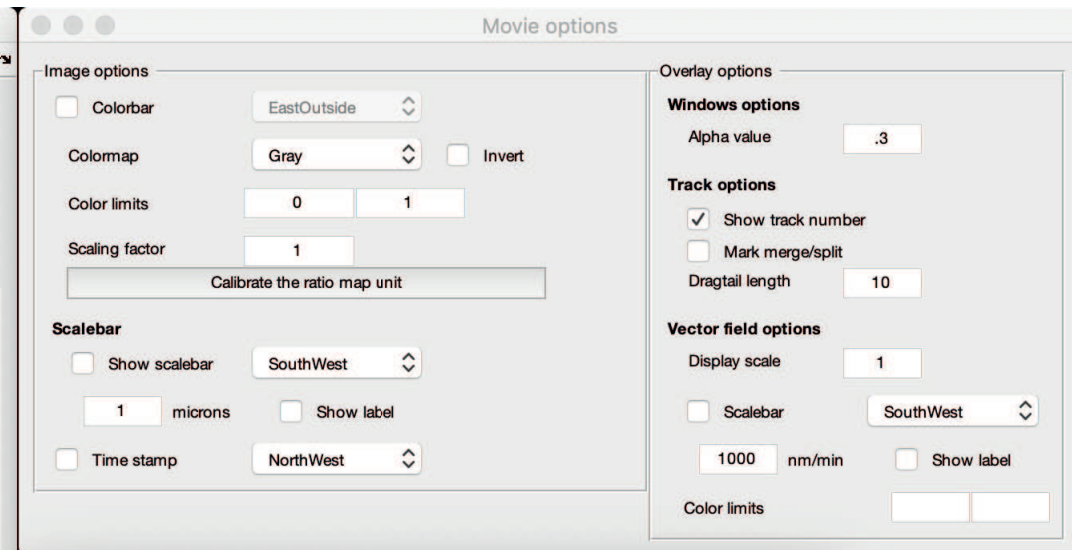 Movie options
Image options
Colorbar EastOutside
Colormap Gray Invert
Color limits 0 1
Scaling factor 1
Calibrate the ratio map unit
Scalebar
Show scalebar SouthWest
1 microns Show label
Time stamp NorthWest
Overlay options
Windows options
Alpha value .3
Track options
Show track number
Mark merge/split
Dragtail length 10
Vector field options
Display scale 1
Scalebar SouthWest
1000 nm/min Show label
Color limits